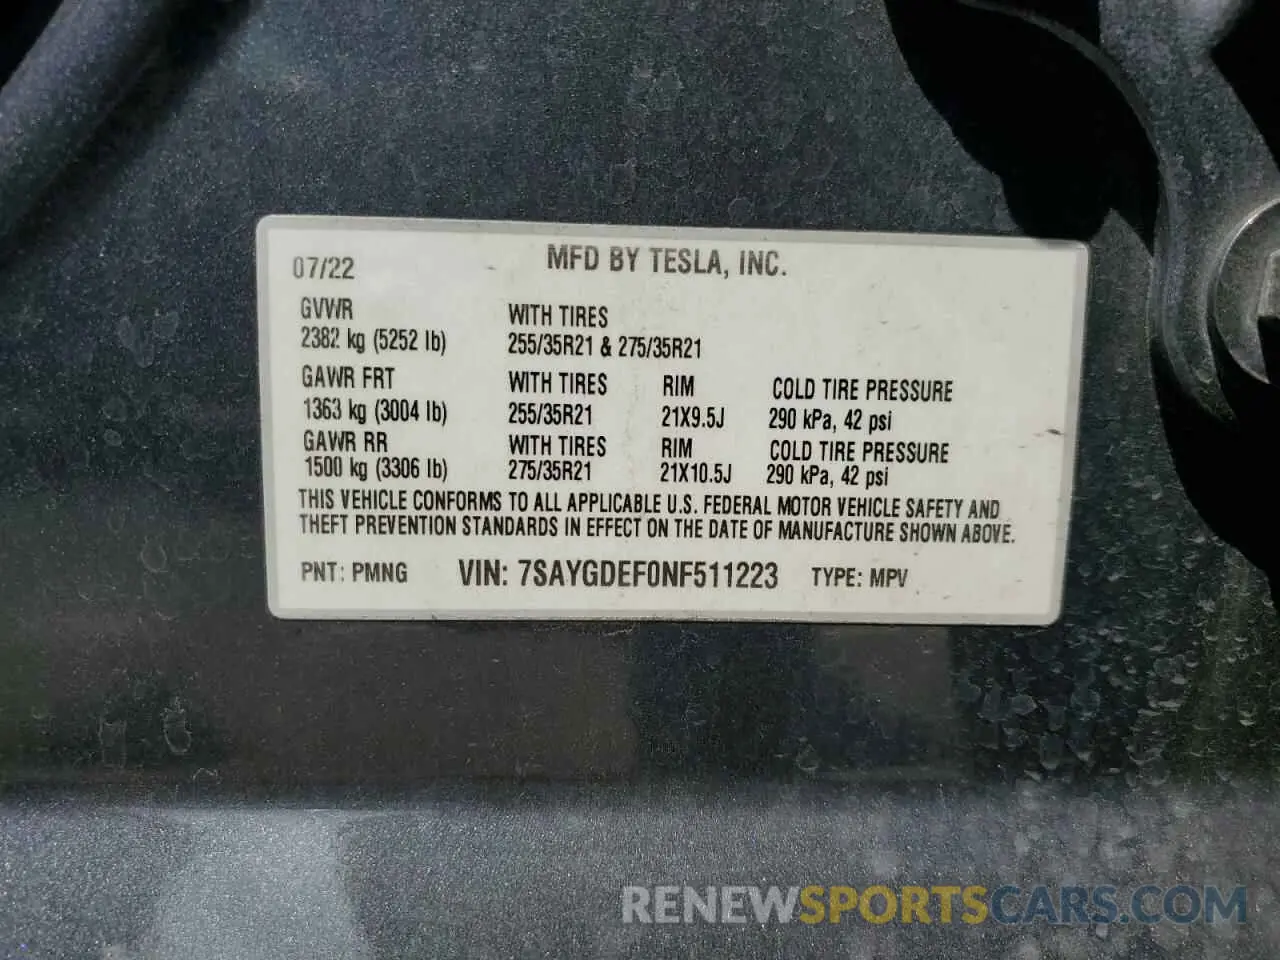 07/22 MFD BY TESLA, INC.
GVWR WITH TIRES
2382 kg (5252 lb) 255/35R21 & 275/35R21
GAWR FRT WITH TIRES RIM COLD TIRE PRESSURE
1363 kg (3004 lb) 255/35R21 21X9.5J 290 kPa, 42 psi
GAWR RR WITH TIRES RIM COLD TIRE PRESSURE
1500 kg (3306 lb) 275/35R21 21X10.5J 290 kPa, 42 psi
THIS VEHICLE CONFORMS TO ALL APPLICABLE U.S. FEDERAL MOTOR VEHICLE SAFETY AND
THEFT PREVENTION STANDARDS IN EFFECT ON THE DATE OF MANUFACTURE SHOWN ABOVE.
PNT: PMNG VIN: 7SAYGDEF0NF511223 TYPE: MPV
RENEWSPORTSCARS.COM